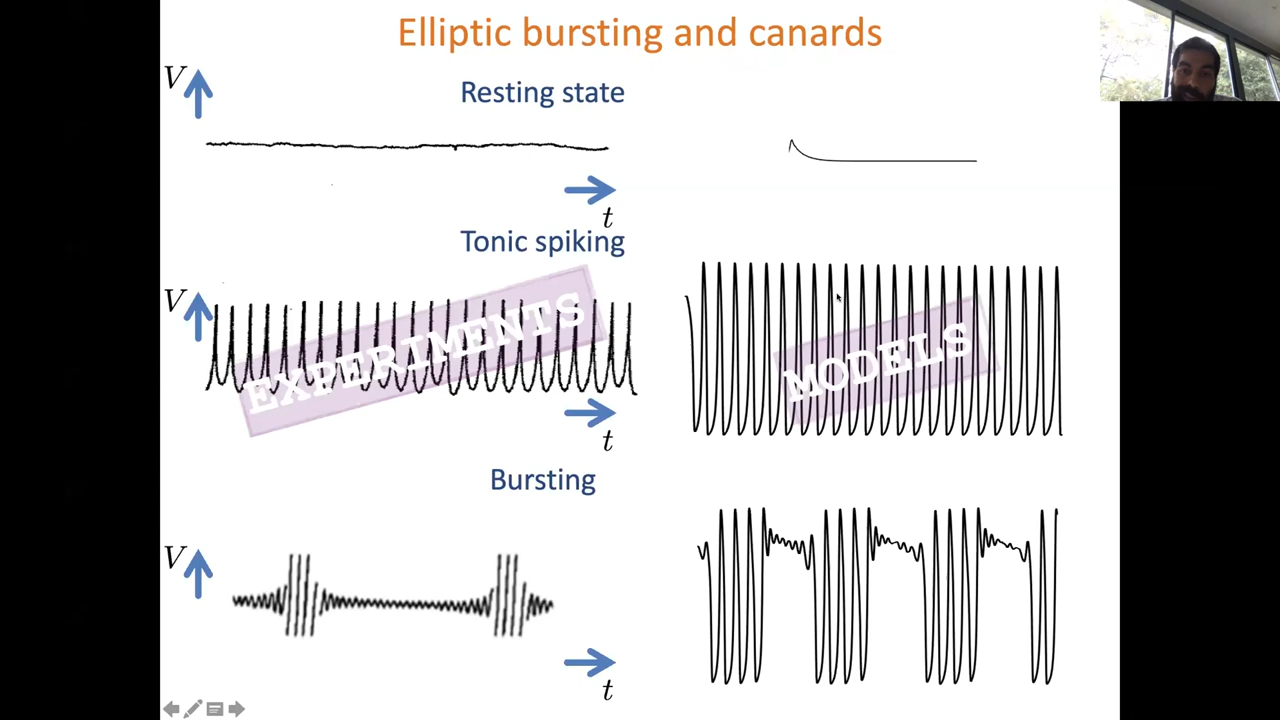 Elliptic bursting and canards
V
Resting state
t
Tonic spiking
V
EXPERIMENTS
MODELS
t
Bursting
V
t